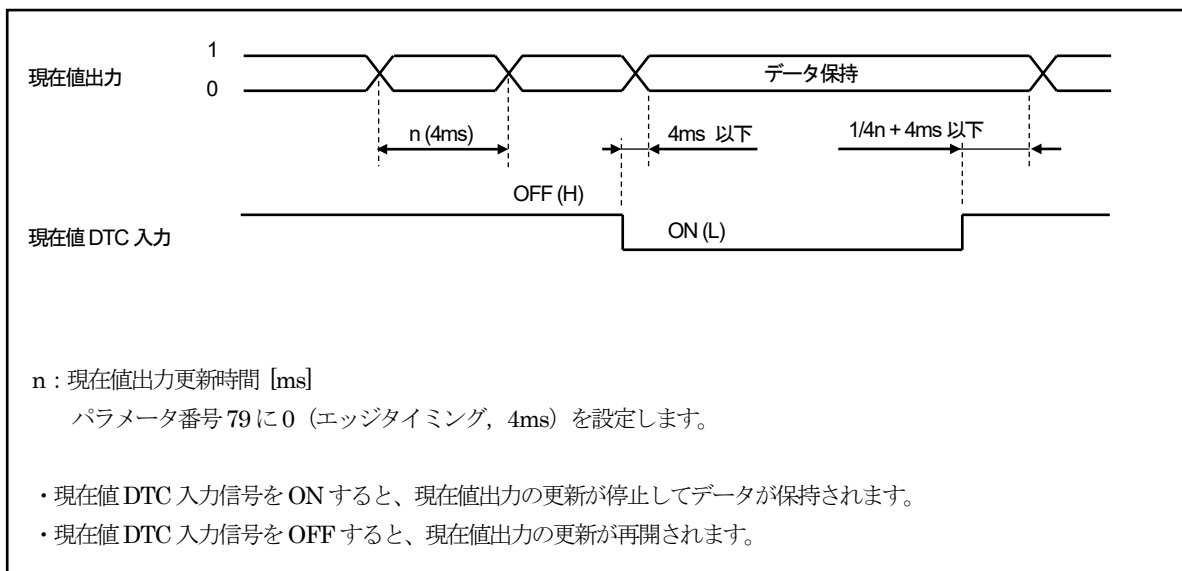 1
現在値出力
データ保持
0
n (4ms)
4ms 以下
1/4n + 4ms 以下
OFF (H)
現在値 DTC 入力
ON (L)
n：現在値出力更新時間 [ms]
パラメータ番号 79 に 0（エッジタイミング，4ms）を設定します。
・現在値 DTC 入力信号を ON すると、現在値出力の更新が停止してデータが保持されます。
・現在値 DTC 入力信号を OFF すると、現在値出力の更新が再開されます。